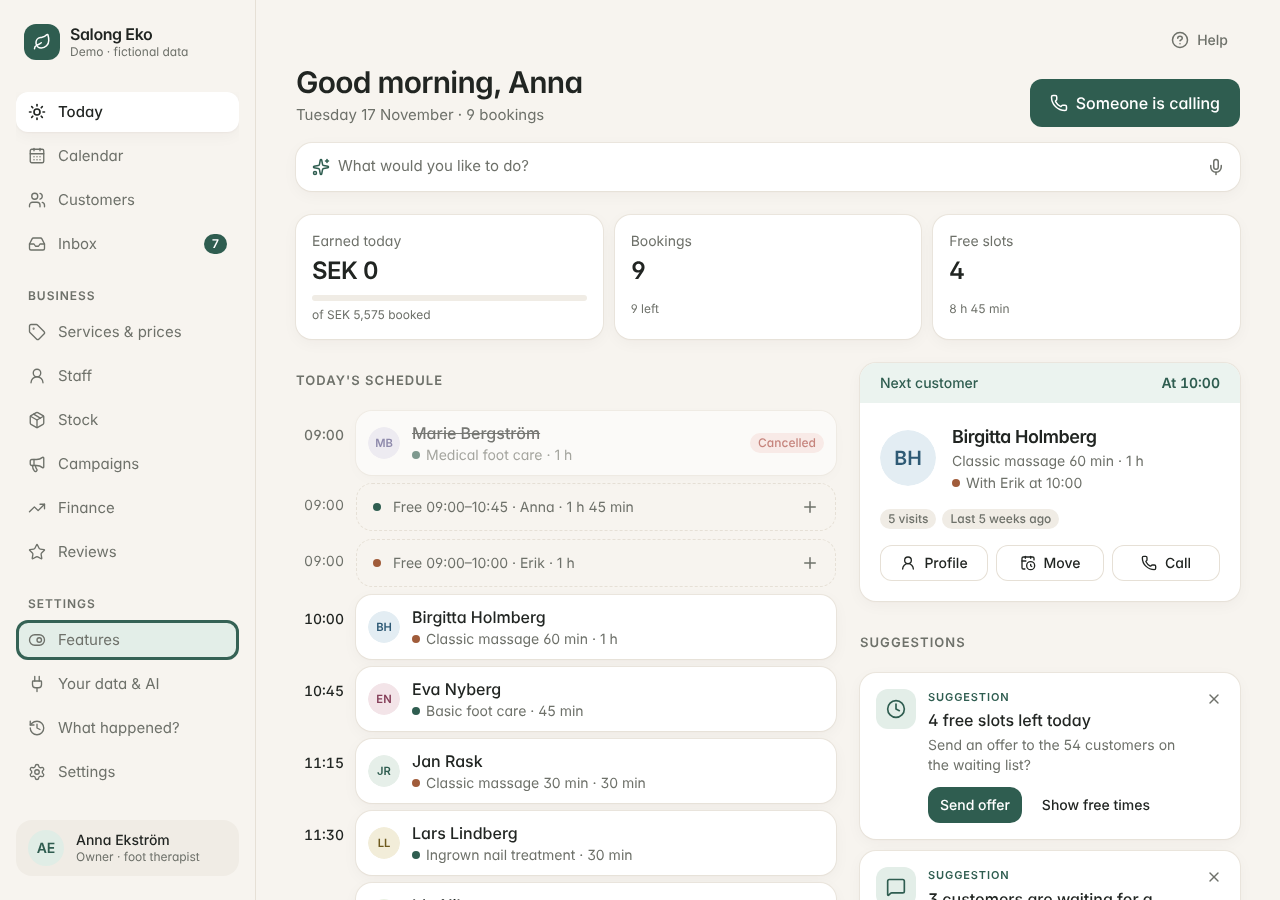 Salong Eko
Demo · fictional data
Today
Calendar
Customers
Inbox
7
BUSINESS
Services & prices
Staff
Stock
Campaigns
Finance
Reviews
SETTINGS
Features
Your data & AI
What happened?
Settings
AE
Anna Ekström
Owner · foot therapist
Help
Good morning, Anna
Tuesday 17 November · 9 bookings
Someone is calling
What would you like to do?
Earned today
SEK 0
of SEK 5,575 booked
Bookings
9
9 left
Free slots
4
8 h 45 min
TODAY'S SCHEDULE
09:00
MB
Marie Bergström
Medical foot care · 1 h
Cancelled
09:00
Free 09:00–10:45 · Anna · 1 h 45 min
09:00
Free 09:00–10:00 · Erik · 1 h
10:00
BH
Birgitta Holmberg
Classic massage 60 min · 1 h
10:45
EN
Eva Nyberg
Basic foot care · 45 min
11:15
JR
Jan Rask
Classic massage 30 min · 30 min
11:30
LL
Lars Lindberg
Ingrown nail treatment · 30 min
Next customer
At 10:00
BH
Birgitta Holmberg
Classic massage 60 min · 1 h
With Erik at 10:00
5 visits
Last 5 weeks ago
Profile
Move
Call
SUGGESTIONS
SUGGESTION
4 free slots left today
Send an offer to the 54 customers on
the waiting list?
Send offer
Show free times
SUGGESTION
3 customers are waiting for a